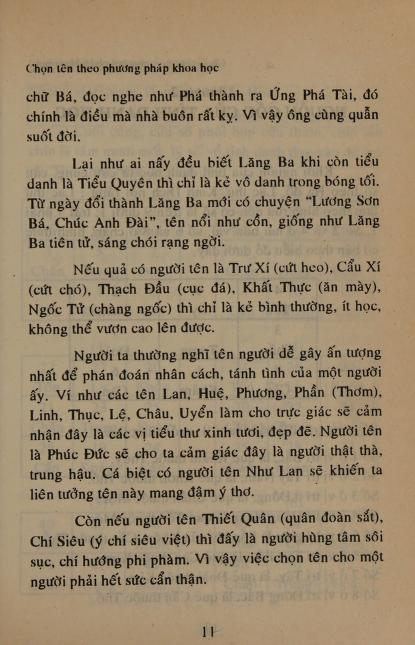 Chọn tên theo phương pháp khoa học
chữ Bá, đọc nghe như Phá thành ra Ứng Phá Tài, đó
chính là điều mà nhà buôn rất kỵ. Vì vậy ông cùng quẫn
suốt đời.
Lại như ai nấy đều biết Lăng Ba khi còn tiểu
danh là Tiểu Quyên thì chỉ là kẻ vô danh trong bóng tối.
Từ ngày đổi thành Lăng Ba mới có chuyện “Lương Sơn
Bá, Chúc Anh Đài”, tên nổi như cồn, giống như Lăng
Ba tiên tử, sáng chói rạng ngời.
Nếu quả có người tên là Trư Xí (cứt heo), Cẩu Xí
(cứt chó), Thạch Đầu (cục đá), Khất Thực (ăn mày),
Ngốc Tử (chàng ngốc) thì chỉ là kẻ bình thường, ít học,
không thể vươn cao lên được.
Người ta thường nghĩ tên người dễ gây ấn tượng
nhất để phán đoán nhân cách, tánh tình của một người
ấy. Ví như các tên Lan, Huệ, Phương, Phần (Thơm),
Linh, Thục, Lệ, Châu, Uyển làm cho trực giác sẽ cảm
nhận đây là các vị tiểu thư xinh tươi, đẹp đẽ. Người tên
là Phúc Đức sẽ cho ta cảm giác đây là người thật thà,
trung hậu. Cá biệt có người tên Như Lan sẽ khiến ta
liên tưởng tên này mang đậm ý thơ.
Còn nếu người tên Thiết Quân (quân đoàn sắt),
Chí Siêu (ý chí siêu việt) thì đấy là người hùng tâm sôi
sục, chí hướng phi phàm. Vì vậy việc chọn tên cho một
người phải hết sức cẩn thận.
11